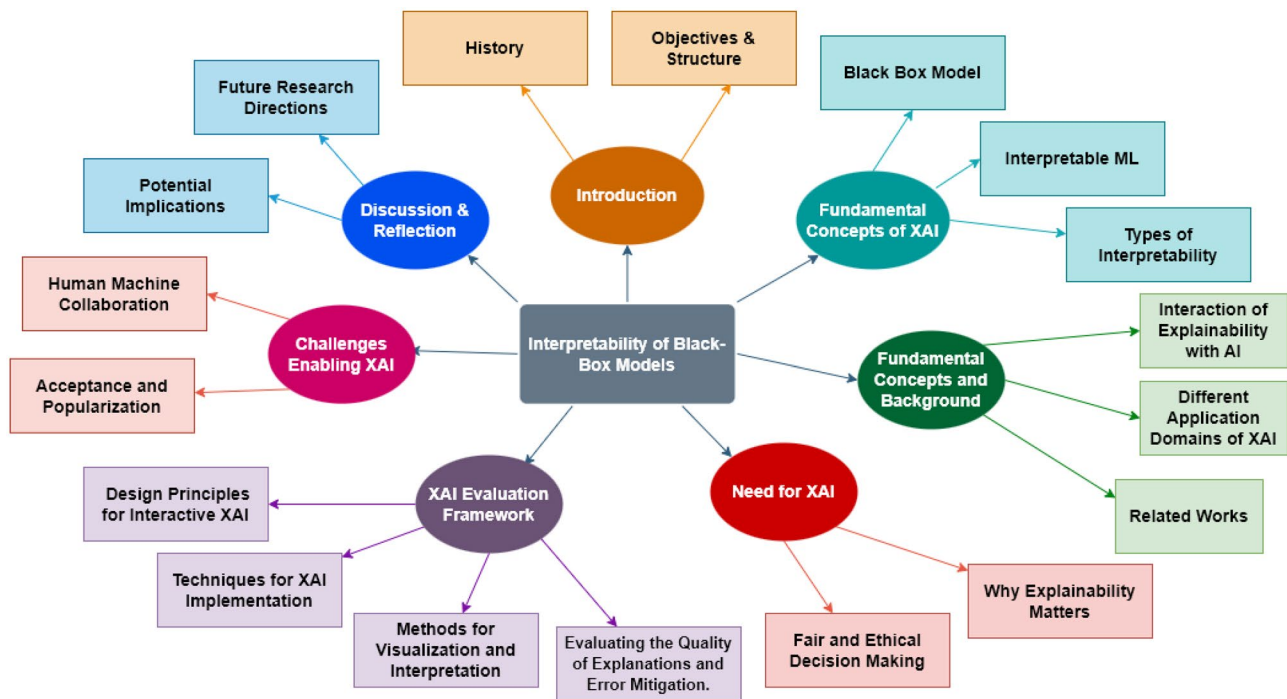 History
Objectives &
Structure
Black Box Model
Future Research
Directions
Interpretable ML
Potential
Implications
Discussion &
Reflection
Introduction
Fundamental
Concepts of XAI
Types of
Interpretability
Human Machine
Collaboration
Challenges
Enabling XAI
Interpretability of Black-
Box Models
Fundamental
Concepts and
Background
Interaction of
Explainability
with AI
Acceptance and
Popularization
Different
Application
Domains of XAI
Design Principles
for Interactive XAI
XAI Evaluation
Framework
Need for XAI
Related Works
Techniques for XAI
Implementation
Why Explainability
Matters
Methods for
Visualization and
Interpretation
Evaluating the Quality
of Explanations and
Error Mitigation.
Fair and Ethical
Decision Making